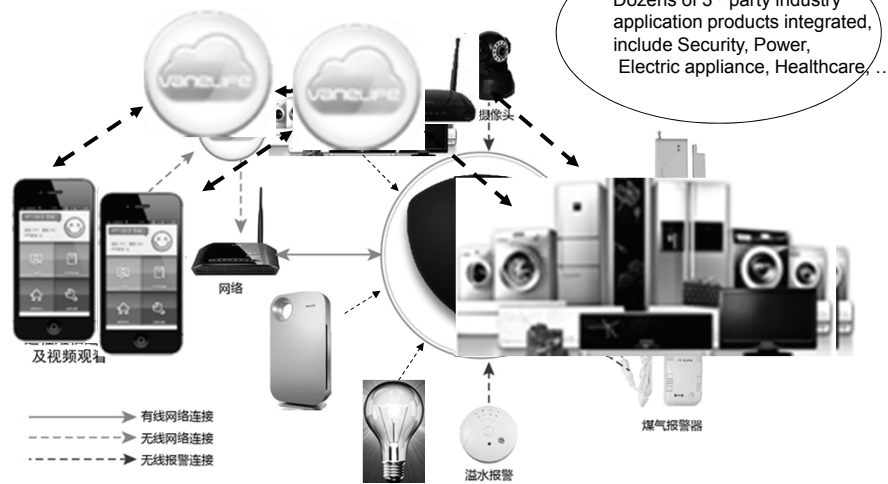 Dozens of 3rd party industry
application products integrated,
include Security, Power,
Electric appliance, Healthcare, …
VANELIFE
VANELIFE
摄像头
网络
及视频观看
煤气报警器
溢水报警
有线网络连接
无线网络连接
无线报警连接